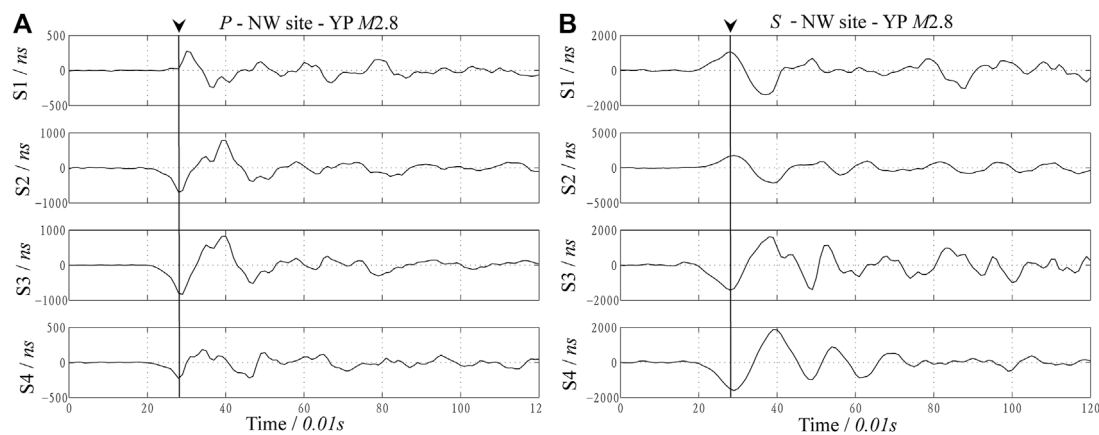 A
P - NW site - YP M2.8
500
0
-500
S1 / ns
1000
0
-1000
S2 / ns
1000
0
-1000
S3 / ns
500
0
-500
S4 / ns
0 20 40 60 80 100 120
Time / 0.01s
B
S - NW site - YP M2.8
2000
0
-2000
S1 / ns
5000
0
-5000
S2 / ns
2000
0
-2000
S3 / ns
2000
0
-2000
S4 / ns
0 20 40 60 80 100 120
Time / 0.01s